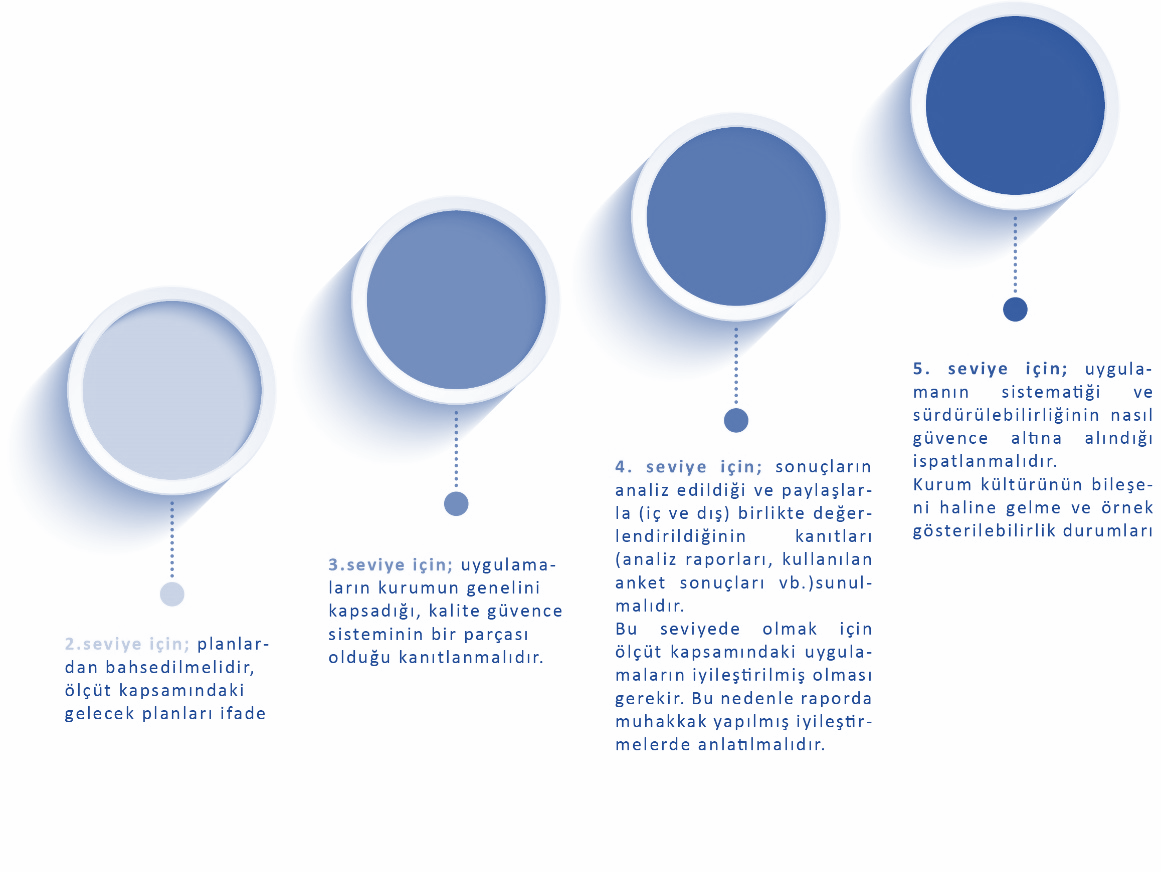 2.seviye için; planlar-
dan bahsedilmelidir,
ölçüt kapsamındaki
gelecek planları ifade
3.seviye için; uygulama-
ların kurumun genelini
kapsadığı, kalite güvence
sisteminin bir parçası
olduğu kanıtlanmalıdır.
4. seviye için; sonuçların
analiz edildiği ve paylaşlar-
la (iç ve dış) birlikte değer-
lendirildiğinin kanıtları
(analiz raporları, kullanılan
anket sonuçları vb.)sunul-
malıdır.
Bu seviyede olmak için
ölçüt kapsamındaki uygula-
maların iyileştirilmiş olması
gerekir. Bu nedenle raporda
muhakkak yapılmış iyileştir-
melerde anlatılmalıdır.
5. seviye için; uygula-
manın sistematiği ve
sürdürülebilirliğinin nasıl
güvence altına alındığı
ispatlanmalıdır.
Kurum kültürünün bileşe-
ni haline gelme ve örnek
gösterilebilirlik durumları